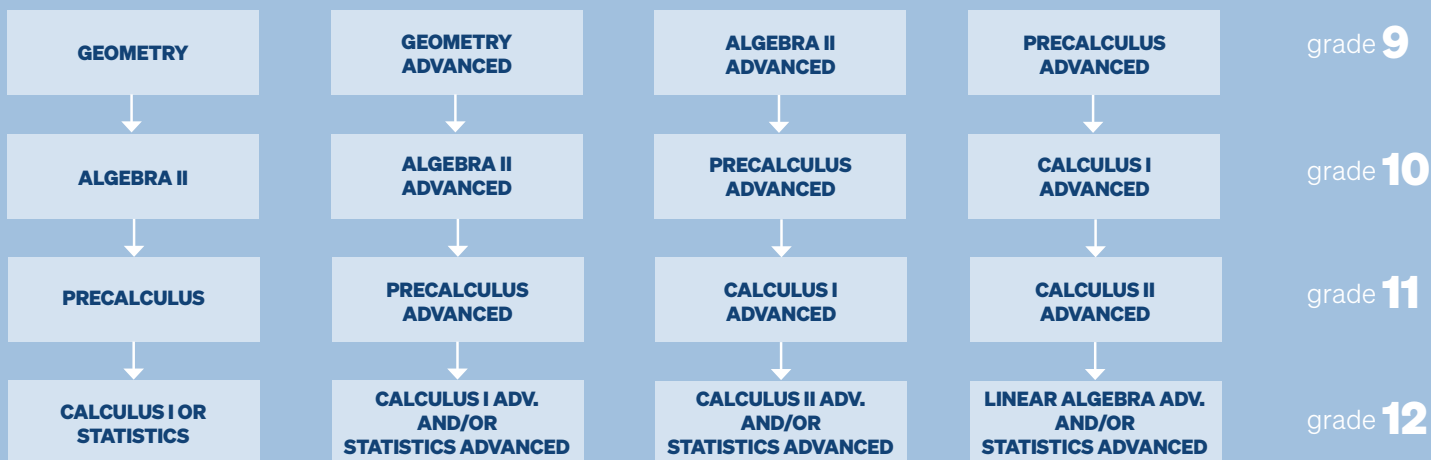 GEOMETRY
GEOMETRY
ADVANCED
ALGEBRA II
ADVANCED
PRECALCULUS
ADVANCED
grade 9
ALGEBRA II
ALGEBRA II
ADVANCED
PRECALCULUS
ADVANCED
CALCULUS I
ADVANCED
grade 10
PRECALCULUS
PRECALCULUS
ADVANCED
CALCULUS I
ADVANCED
CALCULUS II
ADVANCED
grade 11
CALCULUS I OR
STATISTICS
CALCULUS I ADV.
AND/OR
STATISTICS ADVANCED
CALCULUS II ADV.
AND/OR
STATISTICS ADVANCED
LINEAR ALGEBRA ADV.
AND/OR
STATISTICS ADVANCED
grade 12